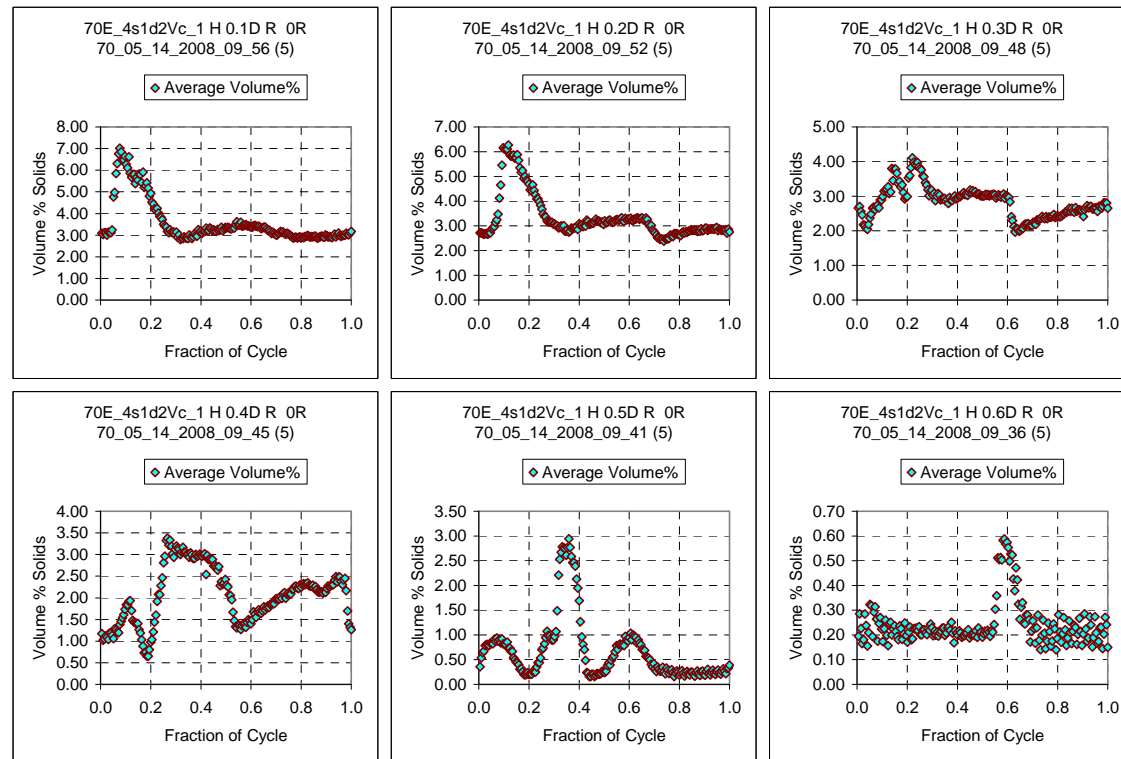 70E_4s1d2Vc_1 H 0.1D R 0R
70_05_14_2008_09_56 (5)
Average Volume%
Volume % Solids
8.00
7.00
6.00
5.00
4.00
3.00
2.00
1.00
0.00
0.0 0.2 0.4 0.6 0.8 1.0
Fraction of Cycle
70E_4s1d2Vc_1 H 0.2D R 0R
70_05_14_2008_09_52 (5)
Average Volume%
Volume % Solids
7.00
6.00
5.00
4.00
3.00
2.00
1.00
0.00
0.0 0.2 0.4 0.6 0.8 1.0
Fraction of Cycle
70E_4s1d2Vc_1 H 0.3D R 0R
70_05_14_2008_09_48 (5)
Average Volume%
Volume % Solids
5.00
4.00
3.00
2.00
1.00
0.00
0.0 0.2 0.4 0.6 0.8 1.0
Fraction of Cycle
70E_4s1d2Vc_1 H 0.4D R 0R
70_05_14_2008_09_45 (5)
Average Volume%
Volume % Solids
4.00
3.50
3.00
2.50
2.00
1.50
1.00
0.50
0.00
0.0 0.2 0.4 0.6 0.8 1.0
Fraction of Cycle
70E_4s1d2Vc_1 H 0.5D R 0R
70_05_14_2008_09_41 (5)
Average Volume%
Volume % Solids
3.50
3.00
2.50
2.00
1.50
1.00
0.50
0.00
0.0 0.2 0.4 0.6 0.8 1.0
Fraction of Cycle
70E_4s1d2Vc_1 H 0.6D R 0R
70_05_14_2008_09_36 (5)
Average Volume%
Volume % Solids
0.70
0.60
0.50
0.40
0.30
0.20
0.10
0.00
0.0 0.2 0.4 0.6 0.8 1.0
Fraction of Cycle